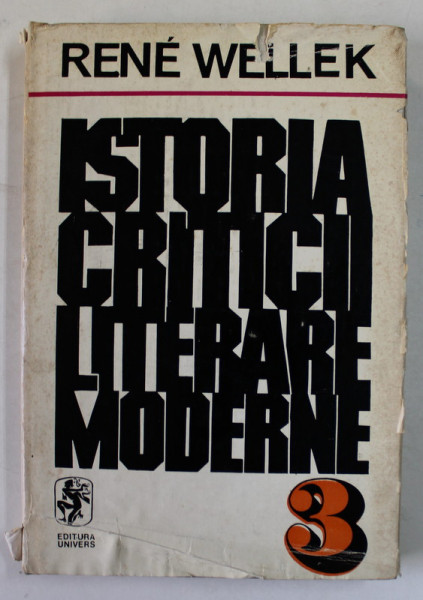 RENÉ WELLEK
ISTORIA
CRITICII
LITERARE
MODERNE
EDITURA
UNIVERS
3